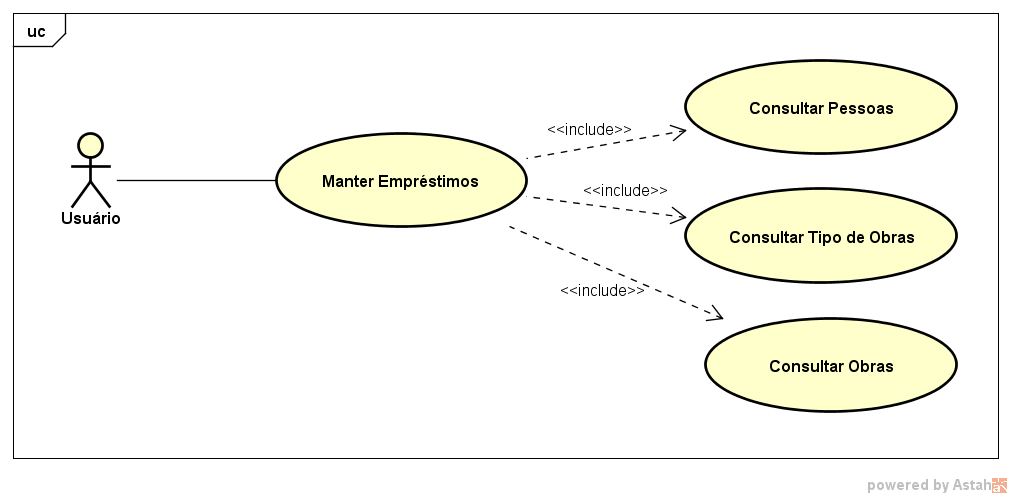 uc
Consultar Pessoas
<<include>>
Manter Empréstimos
<<include>>
Usuário
Consultar Tipo de Obras
<<include>>
Consultar Obras
powered by Astah